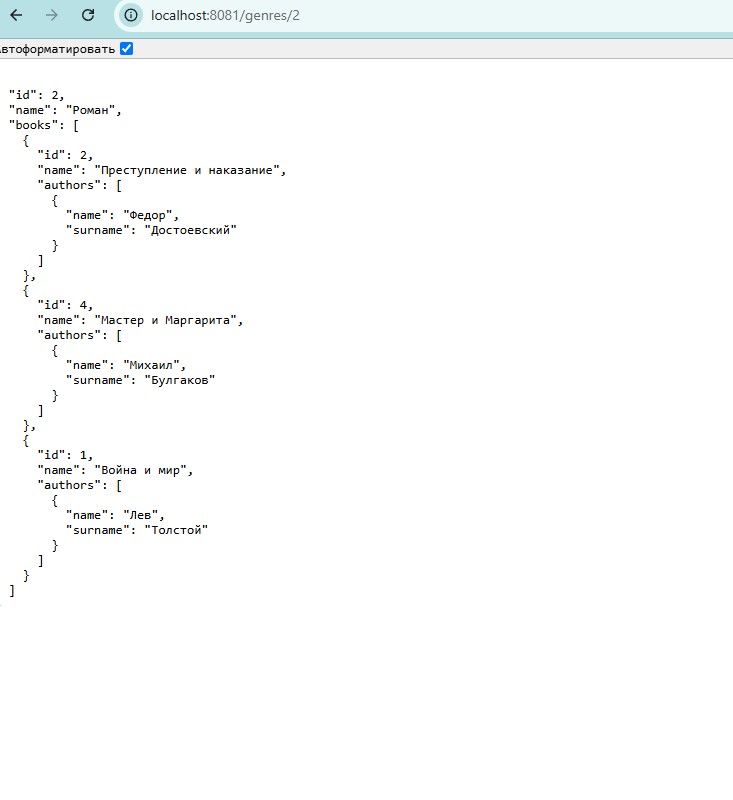 localhost:8081/genres/2
втоформатировать
"id": 2,
"name": "Роман",
"books": [
{
"id": 2,
"name": "Преступление и наказание",
"authors": [
{
"name": "Федор",
"surname": "Достоевский"
}
]
},
{
"id": 4,
"name": "Мастер и Маргарита",
"authors": [
{
"name": "Михаил",
"surname": "Булгаков"
}
]
},
{
"id": 1,
"name": "Война и мир",
"authors": [
{
"name": "Лев",
"surname": "Толстой"
}
]
}
]